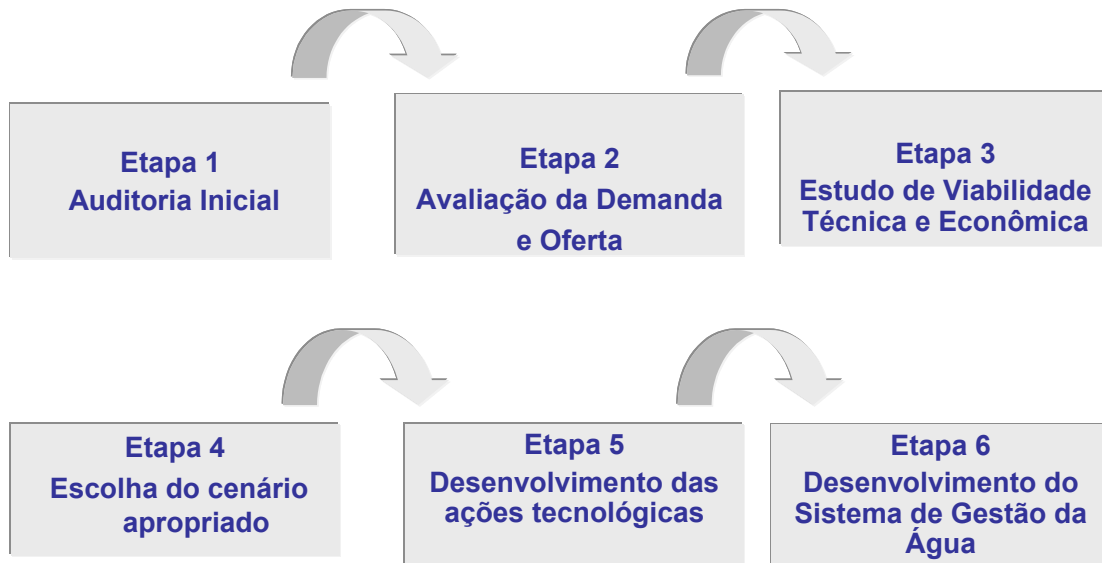 Etapa 1
Auditoria Inicial
Etapa 2
Avaliação da Demanda
e Oferta
Etapa 3
Estudo de Viabilidade
Técnica e Econômica
Etapa 4
Escolha do cenário
apropriado
Etapa 5
Desenvolvimento das
ações tecnológicas
Etapa 6
Desenvolvimento do
Sistema de Gestão da
Água